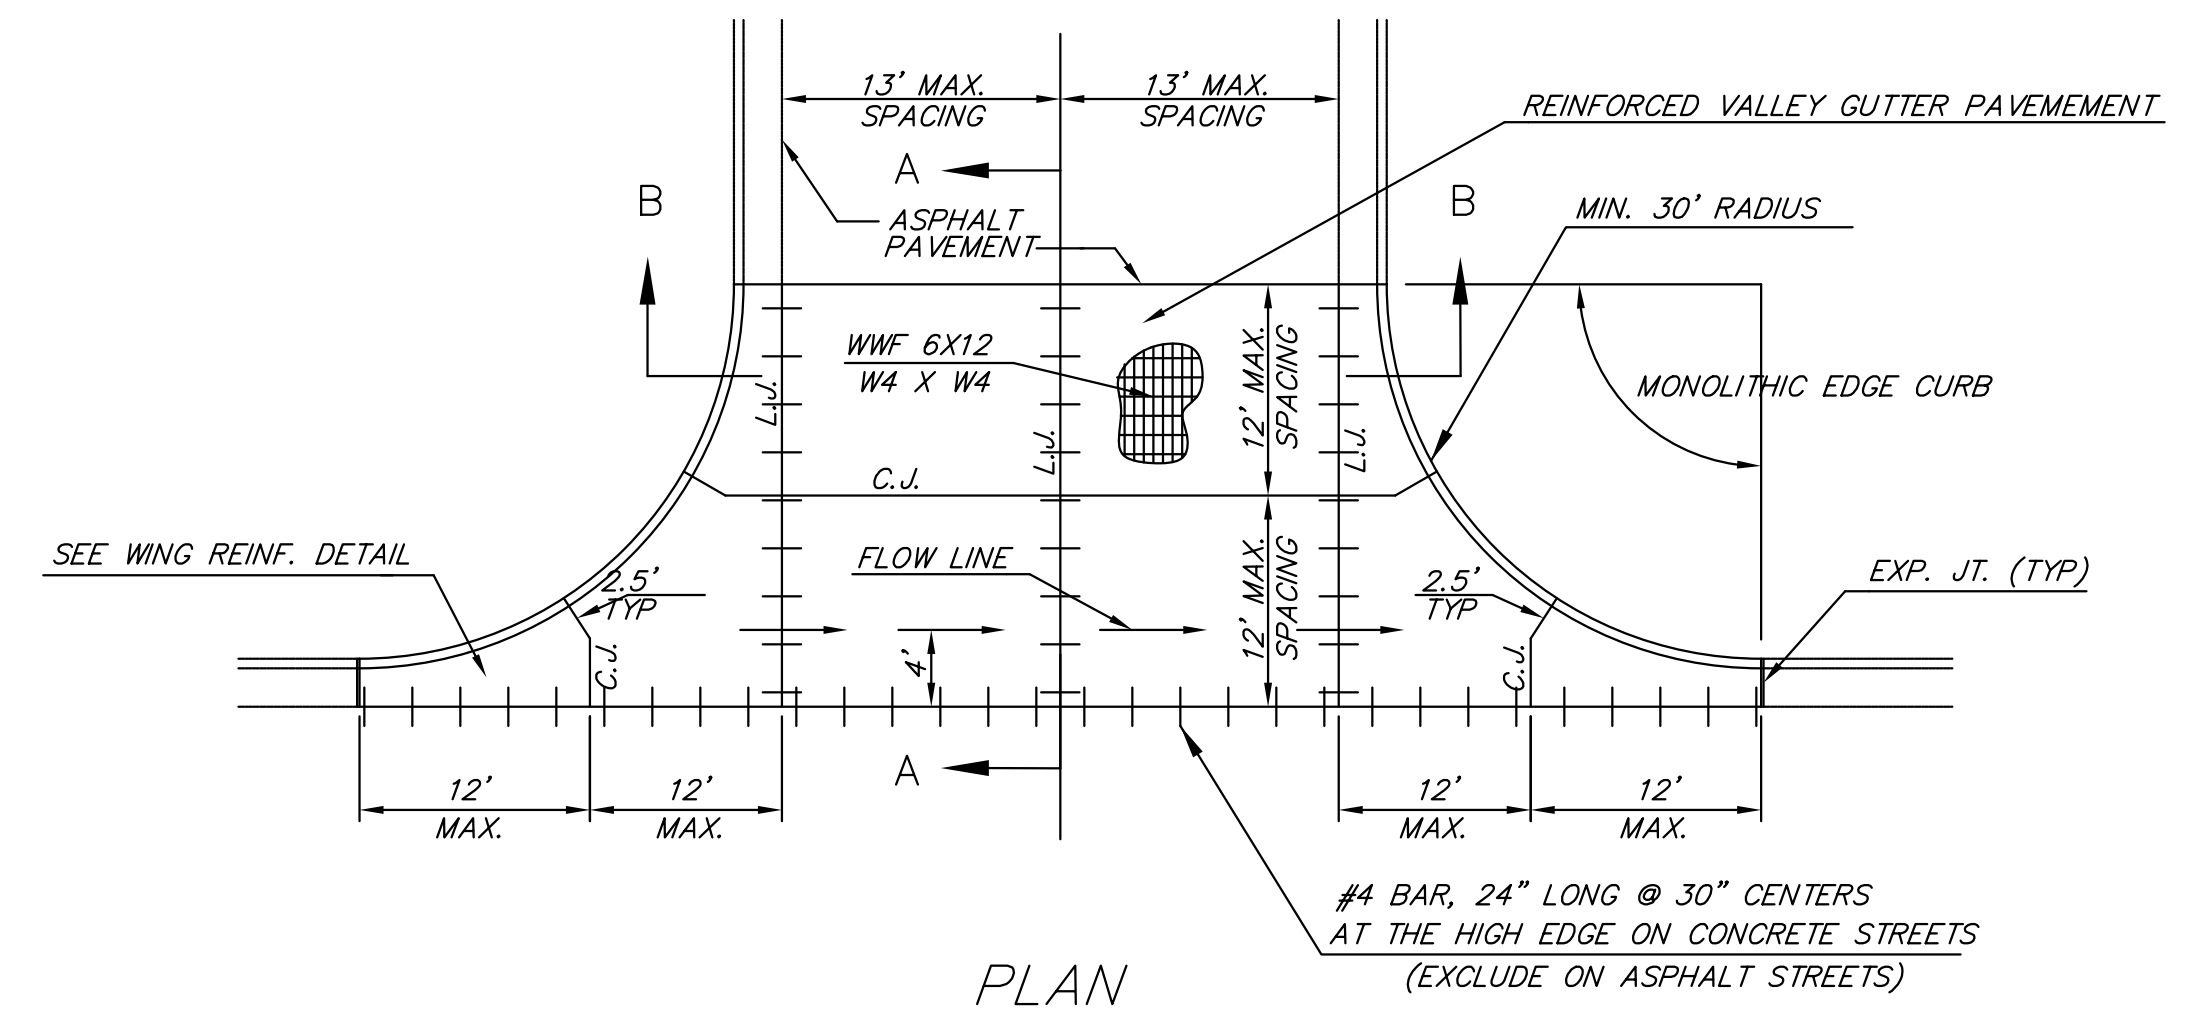 13' MAX.
SPACING
13' MAX.
SPACING
REINFORCED VALLEY GUTTER PAVEMEMENT
A
B
B
ASPHALT
PAVEMENT
MIN. 30' RADIUS
WWF 6X12
W4 X W4
L.J.
L.J.
12' MAX.
SPACING
L.J.
MONOLITHIC EDGE CURB
C.J.
SEE WING REINF. DETAIL
2.5'
TYP
FLOW LINE
12' MAX.
SPACING
2.5'
TYP
EXP. JT. (TYP)
C.J.
4'
C.J.
A
12'
MAX.
12'
MAX.
12'
MAX.
12'
MAX.
#4 BAR, 24" LONG @ 30" CENTERS
AT THE HIGH EDGE ON CONCRETE STREETS
(EXCLUDE ON ASPHALT STREETS)
PLAN